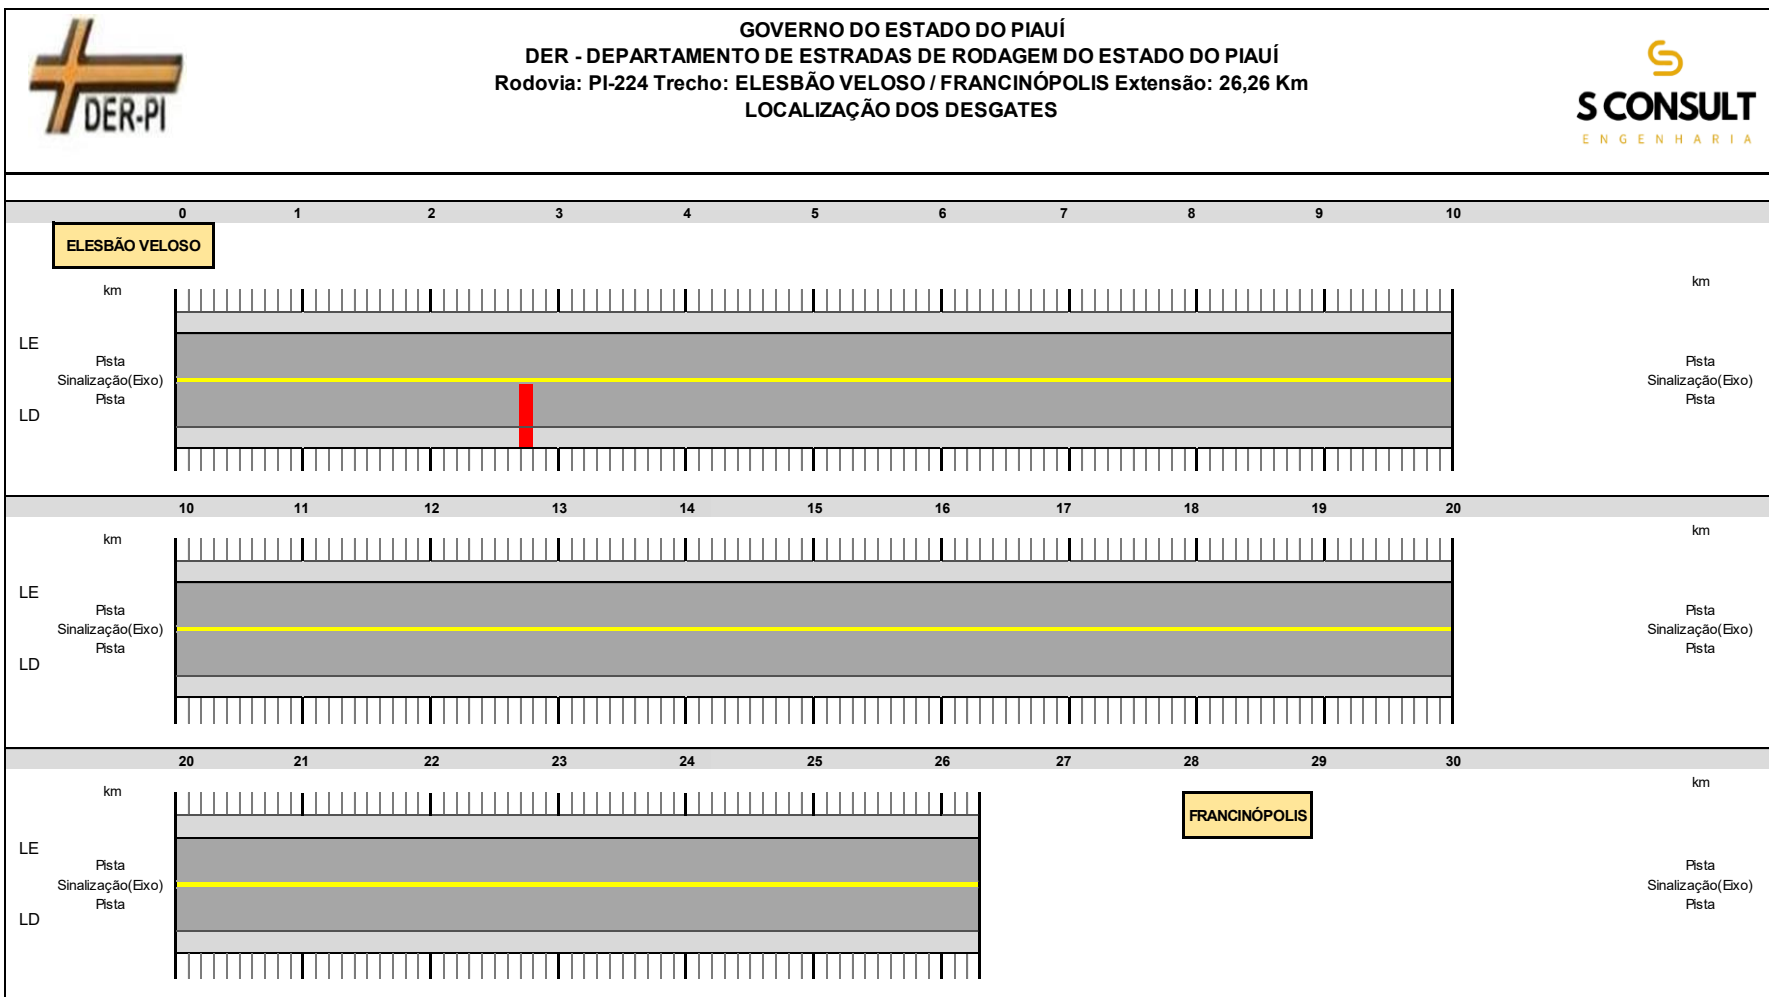 DER-PI
GOVERNO DO ESTADO DO PIAUÍ
DER - DEPARTAMENTO DE ESTRADAS DE RODAGEM DO ESTADO DO PIAUÍ
Rodovia: PI-224 Trecho: ELESBÃO VELOSO / FRANCINÓPOLIS Extensão: 26,26 Km
LOCALIZAÇÃO DOS DESGATES
S CONSULT
ENGENHARIA
0 1 2 3 4 5 6 7 8 9 10
ELESBÃO VELOSO
km km
LE
Pista Pista
Sinalização(Eixo) Sinalização(Eixo)
Pista Pista
LD
10 11 12 13 14 15 16 17 18 19 20
km km
LE
Pista Pista
Sinalização(Eixo) Sinalização(Eixo)
Pista Pista
LD
20 21 22 23 24 25 26 27 28 29 30
km km
FRANCINÓPOLIS
LE
Pista Pista
Sinalização(Eixo) Sinalização(Eixo)
Pista Pista
LD